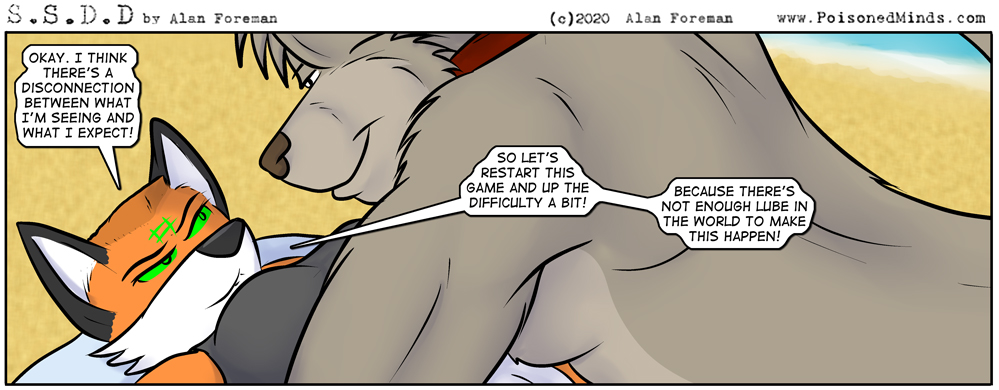 S.S.D.D by Alan Foreman (c)2020 Alan Foreman www.PoisonedMinds.com
OKAY. I THINK
THERE'S A
DISCONNECTION
BETWEEN WHAT
I'M SEEING AND
WHAT I EXPECT!
SO LET'S
RESTART THIS
GAME AND UP THE
DIFFICULTY A BIT!
BECAUSE THERE'S
NOT ENOUGH LUBE IN
THE WORLD TO MAKE
THIS HAPPEN!